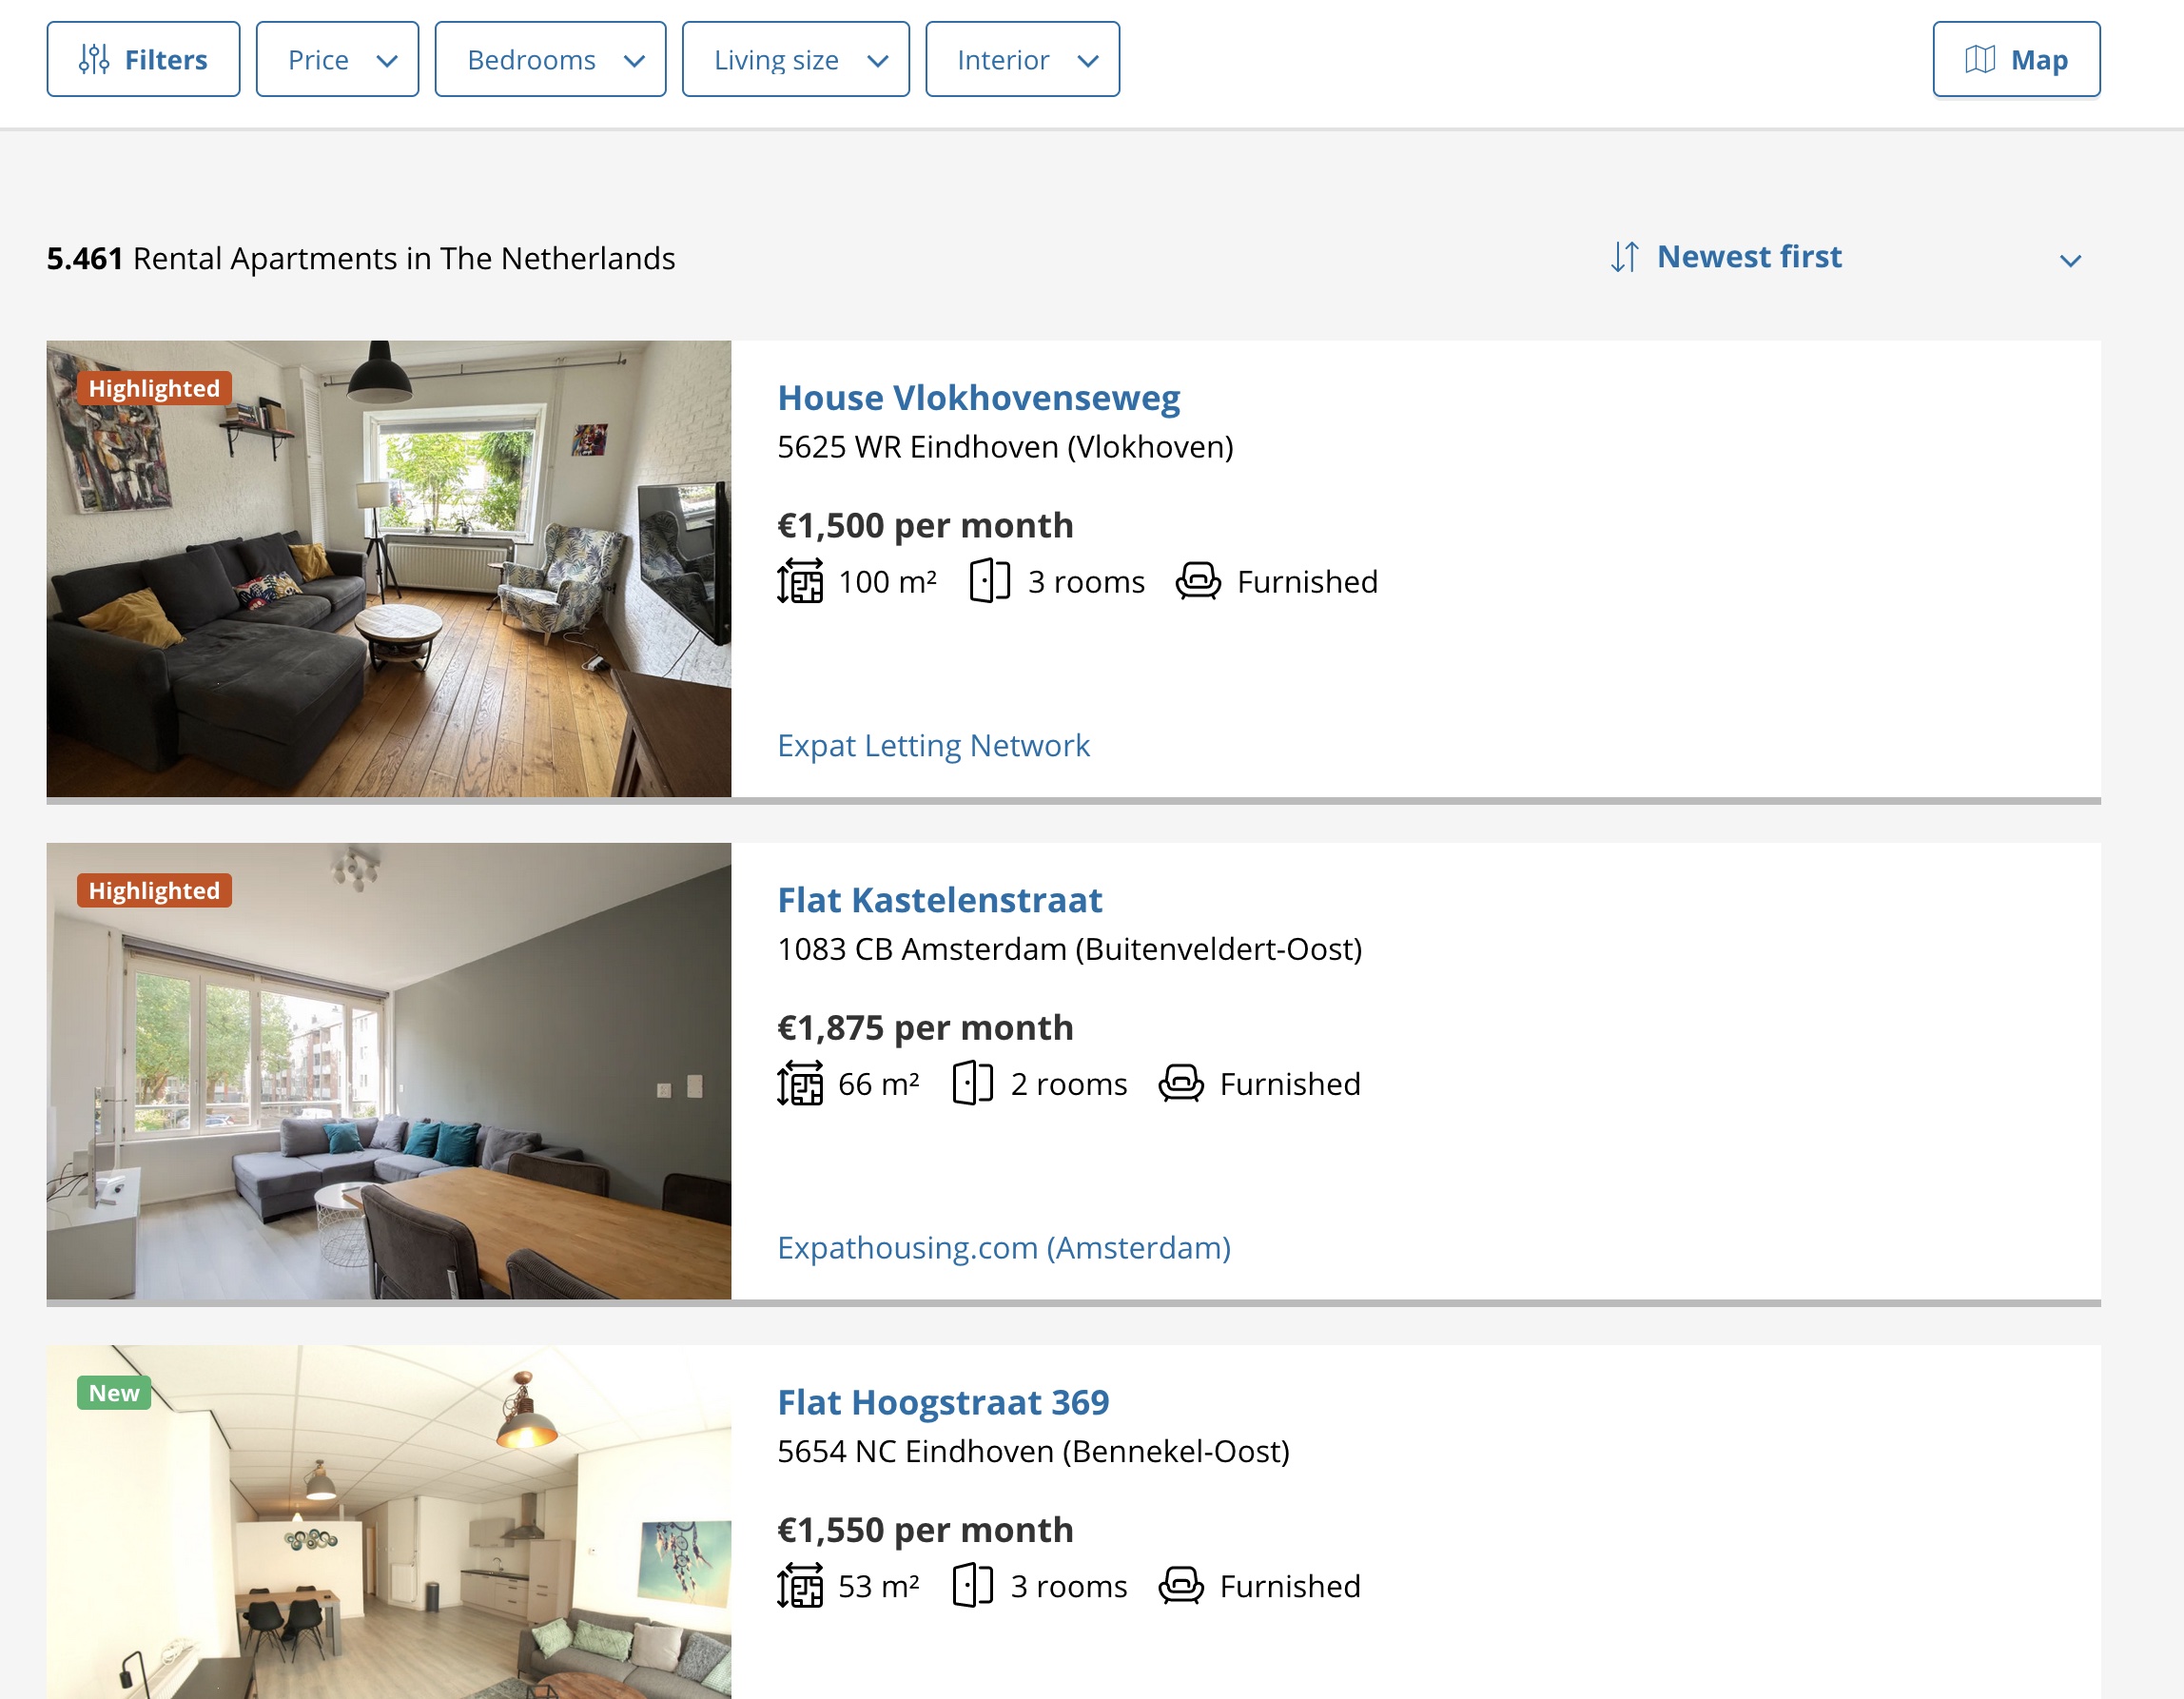 Filters
Price
Bedrooms
Living size
Interior
Map
5.461 Rental Apartments in The Netherlands
Newest first
Highlighted
House Vlokhovenseweg
5625 WR Eindhoven (Vlokhoven)
€1,500 per month
100 m² 3 rooms Furnished
Expat Letting Network
Highlighted
Flat Kastelenstraat
1083 CB Amsterdam (Buitenveldert-Oost)
€1,875 per month
66 m² 2 rooms Furnished
Expathousing.com (Amsterdam)
New
Flat Hoogstraat 369
5654 NC Eindhoven (Bennekel-Oost)
€1,550 per month
53 m² 3 rooms Furnished